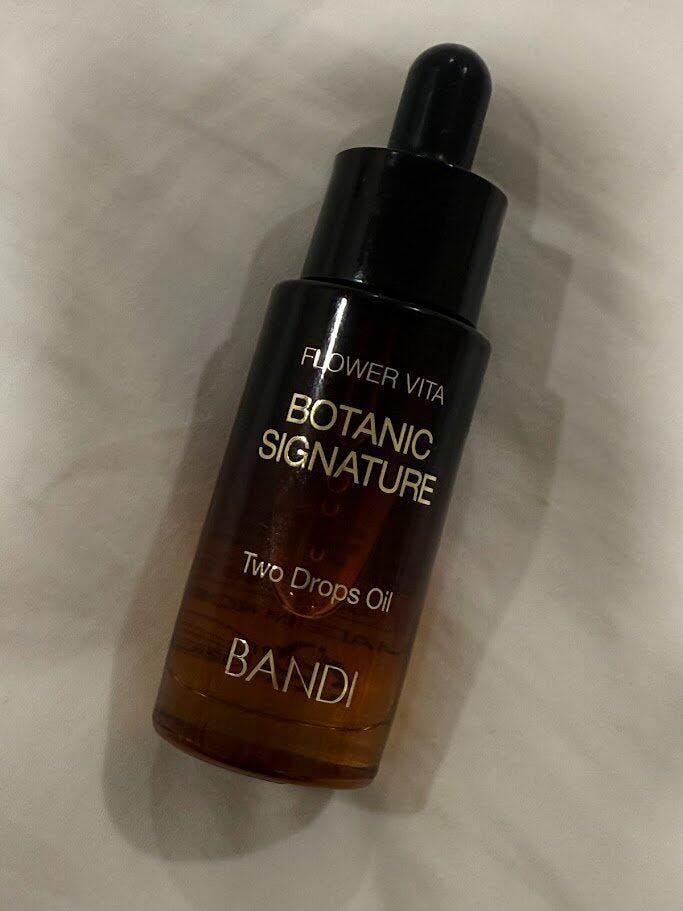 FLOWER VITA
BOTANIC
SIGNATURE
Two Drops Oil
BANDI